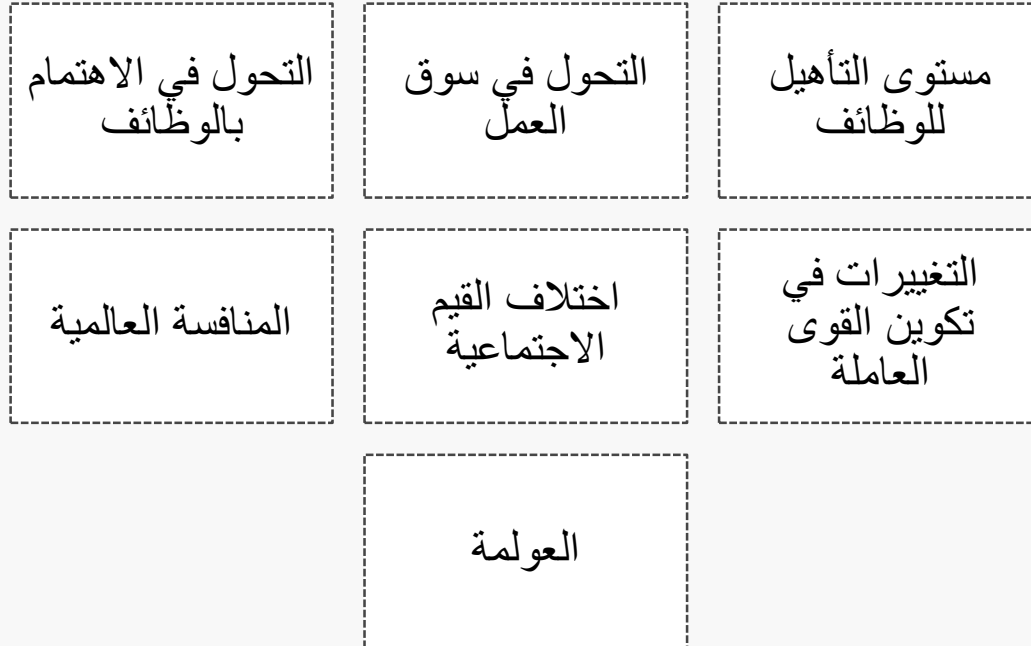 مستوى التأهيل
للوظائف
التحول في سوق
العمل
التحول في الاهتمام
بالوظائف
التغييرات في
تكوين القوى
العاملة
اختلاف القيم
الاجتماعية
المنافسة العالمية
العولمة